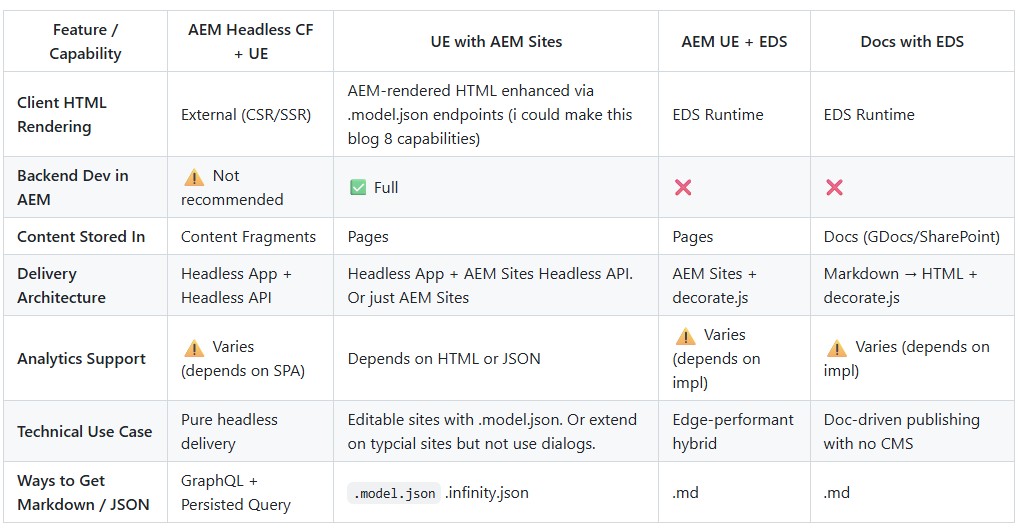 Feature /
Capability
AEM Headless CF
+ UE
UE with AEM Sites
AEM UE + EDS
Docs with EDS
Client HTML
Rendering
External (CSR/SSR)
AEM-rendered HTML enhanced via
.model.json endpoints (i could make this
blog 8 capabilities)
EDS Runtime
EDS Runtime
Backend Dev in
AEM
⚠️ Not
recommended
✅ Full
❌
❌
Content Stored In
Content Fragments
Pages
Pages
Docs (GDocs/SharePoint)
Delivery
Architecture
Headless App +
Headless API
Headless App + AEM Sites Headless API.
Or just AEM Sites
AEM Sites +
decorate.js
Markdown → HTML +
decorate.js
Analytics Support
⚠️ Varies
(depends on SPA)
Depends on HTML or JSON
⚠️ Varies
(depends on
impl)
⚠️ Varies (depends on
impl)
Technical Use Case
Pure headless
delivery
Editable sites with .model.json. Or extend
on typcial sites but not use dialogs.
Edge-performant
hybrid
Doc-driven publishing
with no CMS
Ways to Get
Markdown / JSON
GraphQL +
Persisted Query
.model.json .infinity.json
.md
.md